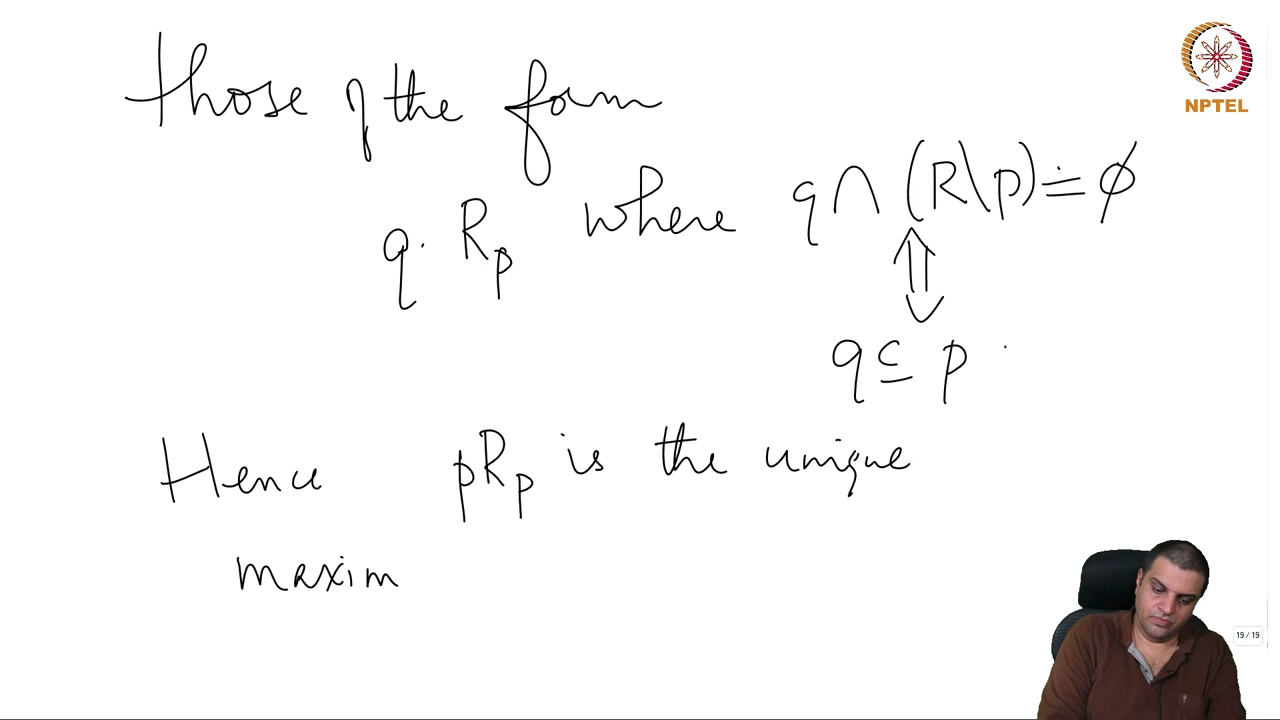 those of the form
q. R_p where q ∩ (R\p) ≐ ϕ
⇕
q ⊆ p .
Hence pR_p is the unique
maxim
NPTEL
19 / 19